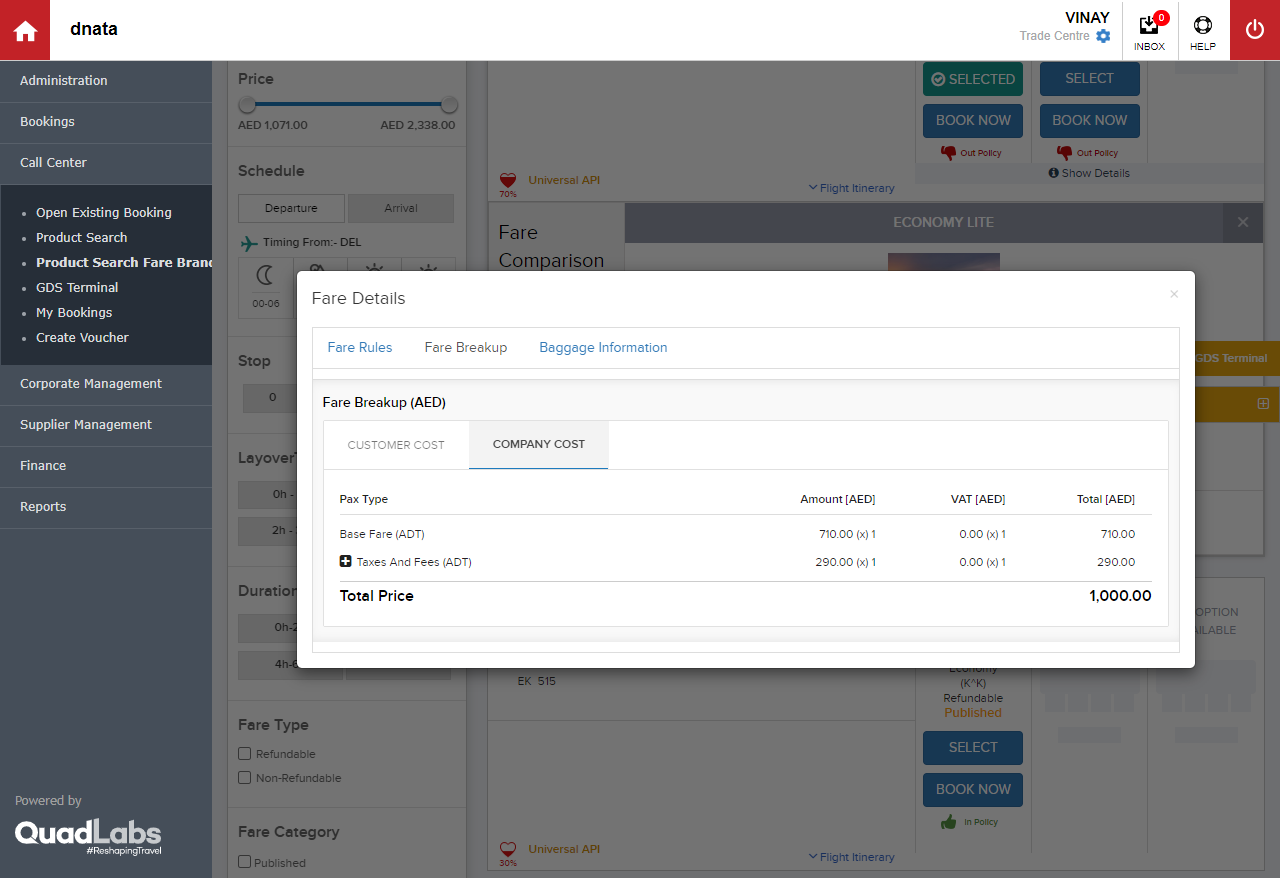 dnata
VINAY
Trade Centre
0
INBOX
HELP
Administration
Bookings
Call Center
Open Existing Booking
Product Search
Product Search Fare Bran
GDS Terminal
My Bookings
Create Voucher
Corporate Management
Supplier Management
Finance
Reports
Powered by
QuadLabs
#ReshapingTravel
Price
AED 1,071.00 AED 2,338.00
Schedule
Departure Arrival
Timing From:- DEL
00-06
Stop
0
Layover
0h -
2h -
Duration
0h-2
4h-6
Fare Type
Refundable
Non-Refundable
Fare Category
Published
SELECTED SELECT
BOOK NOW BOOK NOW
Out Policy Out Policy
Show Details
70%
Universal API
Flight Itinerary
Fare
Comparison
ECONOMY LITE
×
Fare Details
×
Fare Rules Fare Breakup Baggage Information
Fare Breakup (AED)
CUSTOMER COST COMPANY COST
Pax Type Amount [AED] VAT [AED] Total [AED]
Base Fare (ADT) 710.00 (x) 1 0.00 (x) 1 710.00
Taxes And Fees (ADT) 290.00 (x) 1 0.00 (x) 1 290.00
Total Price 1,000.00
GDS Terminal
OPTION
EK 515
Economy
(K^K)
Refundable
Published
SELECT
BOOK NOW
In Policy
30%
Universal API
Flight Itinerary